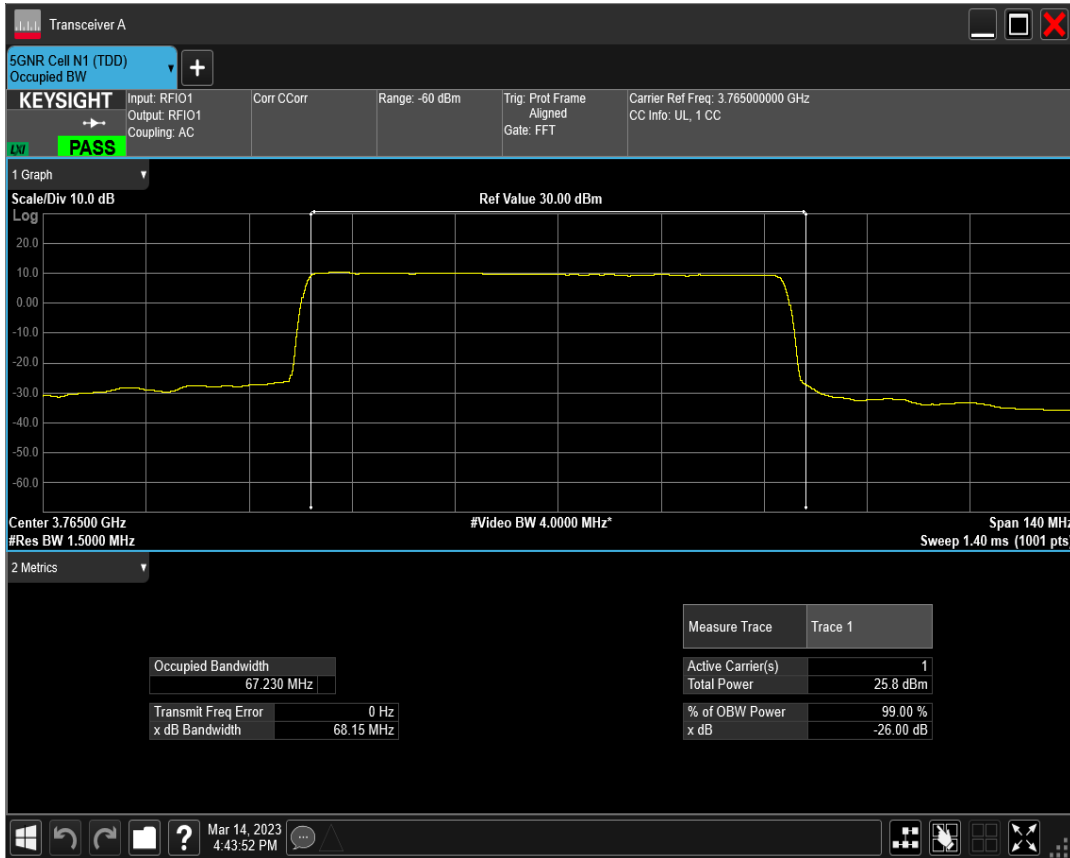 Transceiver A
5GNR Cell N1 (TDD)
Occupied BW
+
KEYSIGHT
LXI
PASS
Input: RFIO1
Output: RFIO1
Coupling: AC
Corr CCorr
Range: -60 dBm
Trig: Prot Frame
Aligned
Gate: FFT
Carrier Ref Freq: 3.765000000 GHz
CC Info: UL, 1 CC
1 Graph
Scale/Div 10.0 dB
Ref Value 30.00 dBm
Log
20.0
10.0
0.00
-10.0
-20.0
-30.0
-40.0
-50.0
-60.0
Center 3.76500 GHz
#Video BW 4.0000 MHz*
Span 140 MHz
#Res BW 1.5000 MHz
Sweep 1.40 ms (1001 pts)
2 Metrics
Measure Trace Trace 1
Occupied Bandwidth
67.230 MHz
Active Carrier(s) 1
Total Power 25.8 dBm
Transmit Freq Error 0 Hz
x dB Bandwidth 68.15 MHz
% of OBW Power 99.00 %
x dB -26.00 dB
?
Mar 14, 2023
4:43:52 PM